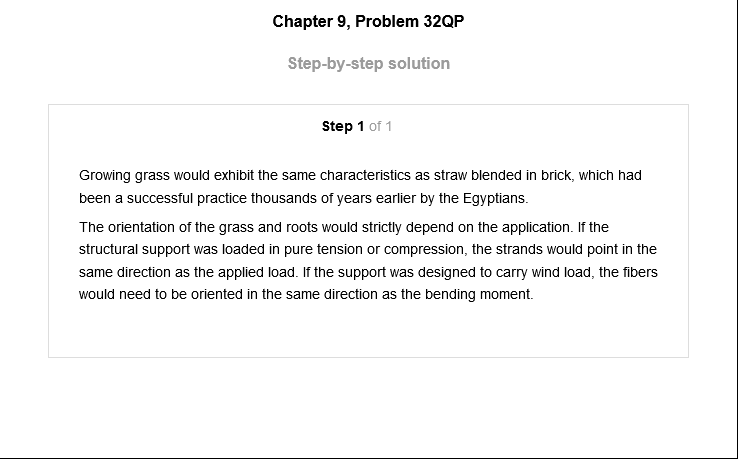 Chapter 9, Problem 32QP
Step-by-step solution
Step 1 of 1
Growing grass would exhibit the same characteristics as straw blended in brick, which had
been a successful practice thousands of years earlier by the Egyptians.
The orientation of the grass and roots would strictly depend on the application. If the
structural support was loaded in pure tension or compression, the strands would point in the
same direction as the applied load. If the support was designed to carry wind load, the fibers
would need to be oriented in the same direction as the bending moment.